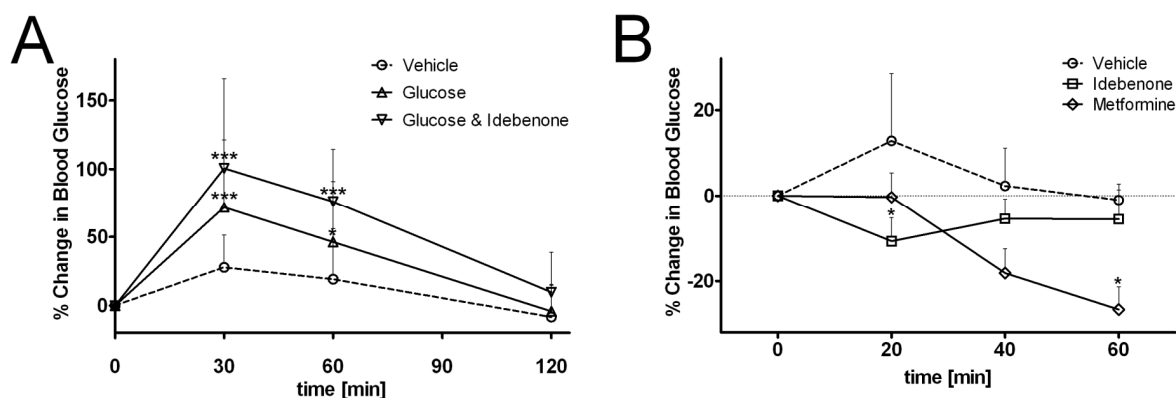 A
% Change in Blood Glucose
150
100
50
0
Vehicle
Glucose
Glucose & Idebenone
***
***
***
*
0 30 60 90 120
time [min]
B
% Change in Blood Glucose
20
0
-20
Vehicle
Idebenone
Metformine
*
*
0 20 40 60
time [min]